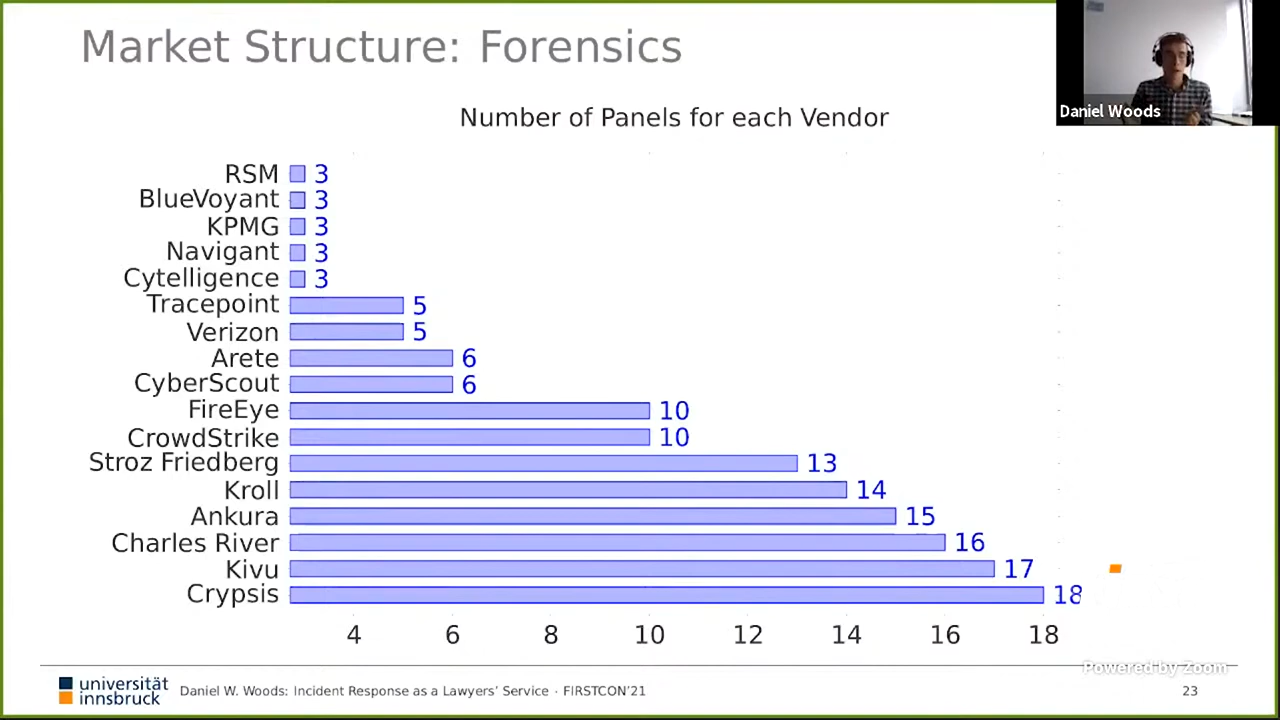 Market Structure: Forensics
Daniel Woods
Number of Panels for each Vendor
RSM 3
BlueVoyant 3
KPMG 3
Navigant 3
Cytelligence 3
Tracepoint 5
Verizon 5
Arete 6
CyberScout 6
FireEye 10
CrowdStrike 10
Stroz Friedberg 13
Kroll 14
Ankura 15
Charles River 16
Kivu 17
Crypsis 18
4 6 8 10 12 14 16 18
Powered by Zoom
universität
innsbruck
Daniel W. Woods: Incident Response as a Lawyers’ Service · FIRSTCON’21
23